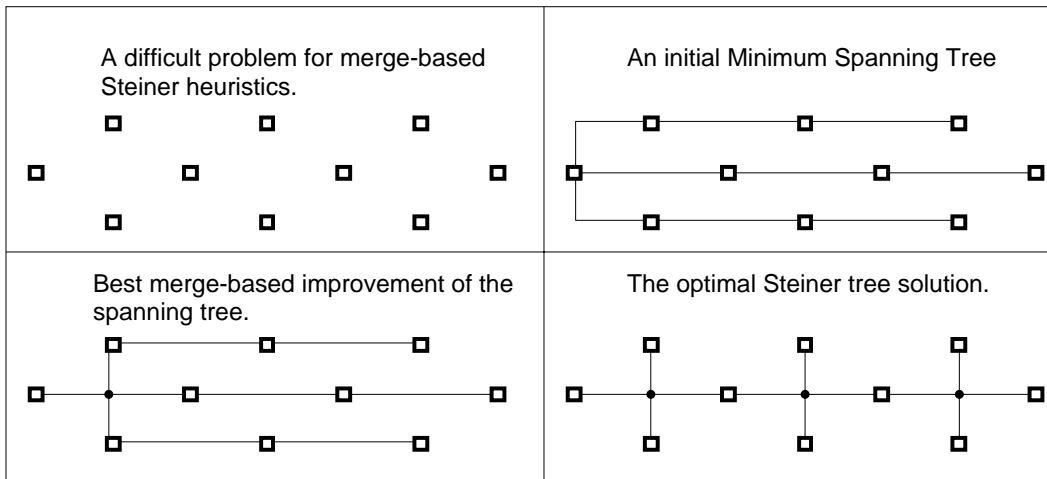 A difficult problem for merge-based
Steiner heuristics.
An initial Minimum Spanning Tree
Best merge-based improvement of the
spanning tree.
The optimal Steiner tree solution.